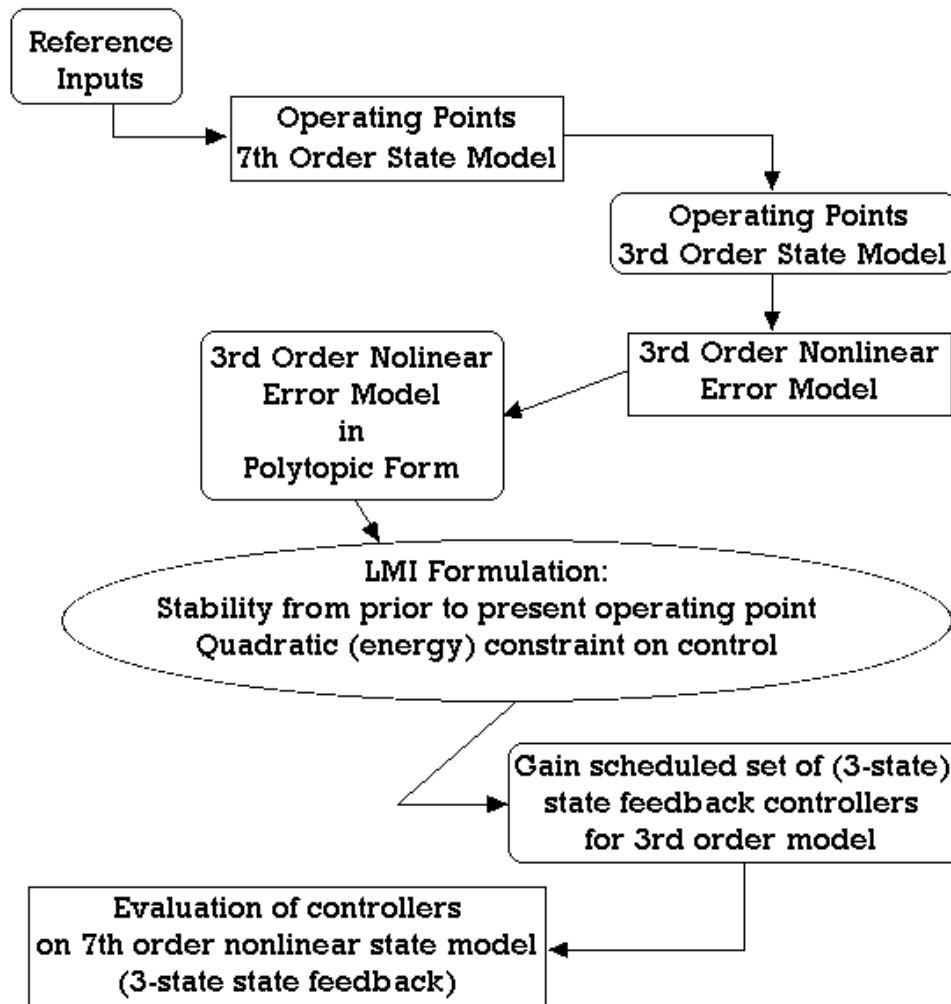 Reference
Inputs
Operating Points
7th Order State Model
Operating Points
3rd Order State Model
3rd Order Nonlinear
Error Model
3rd Order Nolinear
Error Model
in
Polytopic Form
LMI Formulation:
Stability from prior to present operating point
Quadratic (energy) constraint on control
Gain scheduled set of (3-state)
state feedback controllers
for 3rd order model
Evaluation of controllers
on 7th order nonlinear state model
(3-state state feedback)